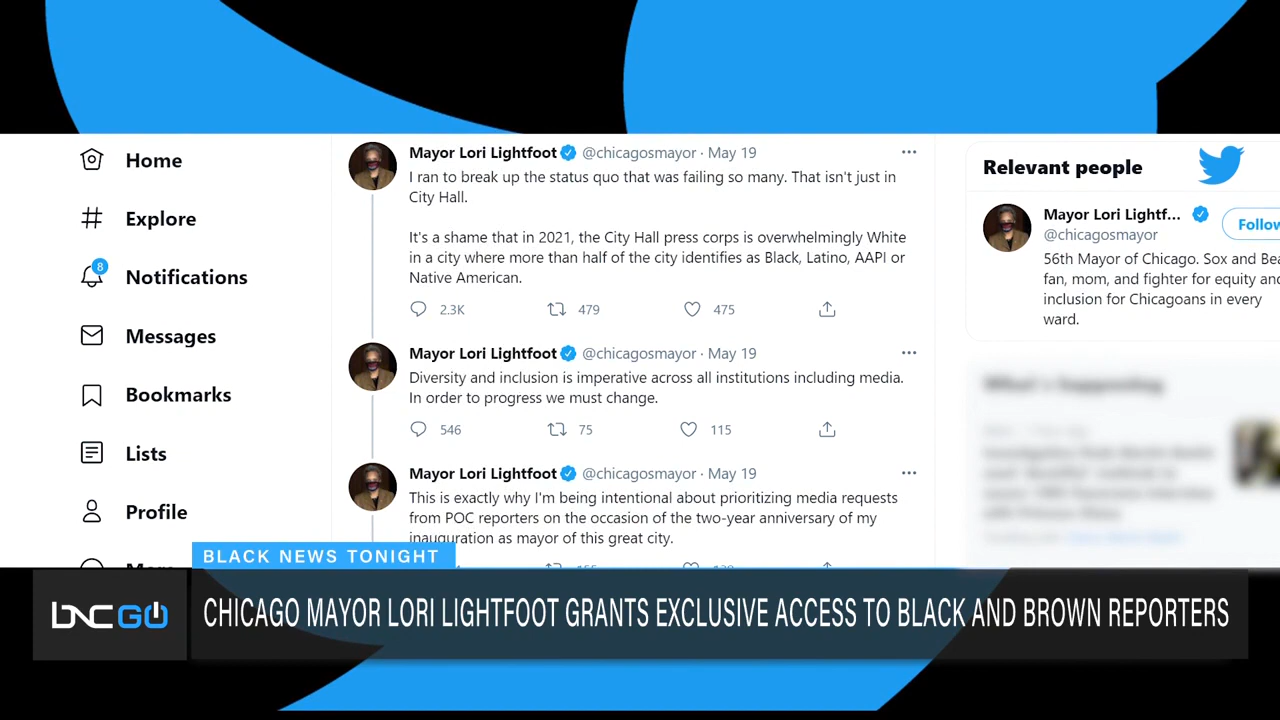 Home
Explore
8
Notifications
Messages
Bookmarks
Lists
Profile
More
Mayor Lori Lightfoot @chicagosmayor · May 19
I ran to break up the status quo that was failing so many. That isn't just in
City Hall.
It's a shame that in 2021, the City Hall press corps is overwhelmingly White
in a city where more than half of the city identifies as Black, Latino, AAPI or
Native American.
2.3K 479 475
Mayor Lori Lightfoot @chicagosmayor · May 19
Diversity and inclusion is imperative across all institutions including media.
In order to progress we must change.
546 75 115
Mayor Lori Lightfoot @chicagosmayor · May 19
This is exactly why I'm being intentional about prioritizing media requests
from POC reporters on the occasion of the two-year anniversary of my
inauguration as mayor of this great city.
Relevant people
Mayor Lori Lightf...
@chicagosmayor
Follow
56th Mayor of Chicago. Sox and Bea
fan, mom, and fighter for equity and
inclusion for Chicagoans in every
ward.
What's happening
BLACK NEWS TONIGHT
BNC GO
CHICAGO MAYOR LORI LIGHTFOOT GRANTS EXCLUSIVE ACCESS TO BLACK AND BROWN REPORTERS